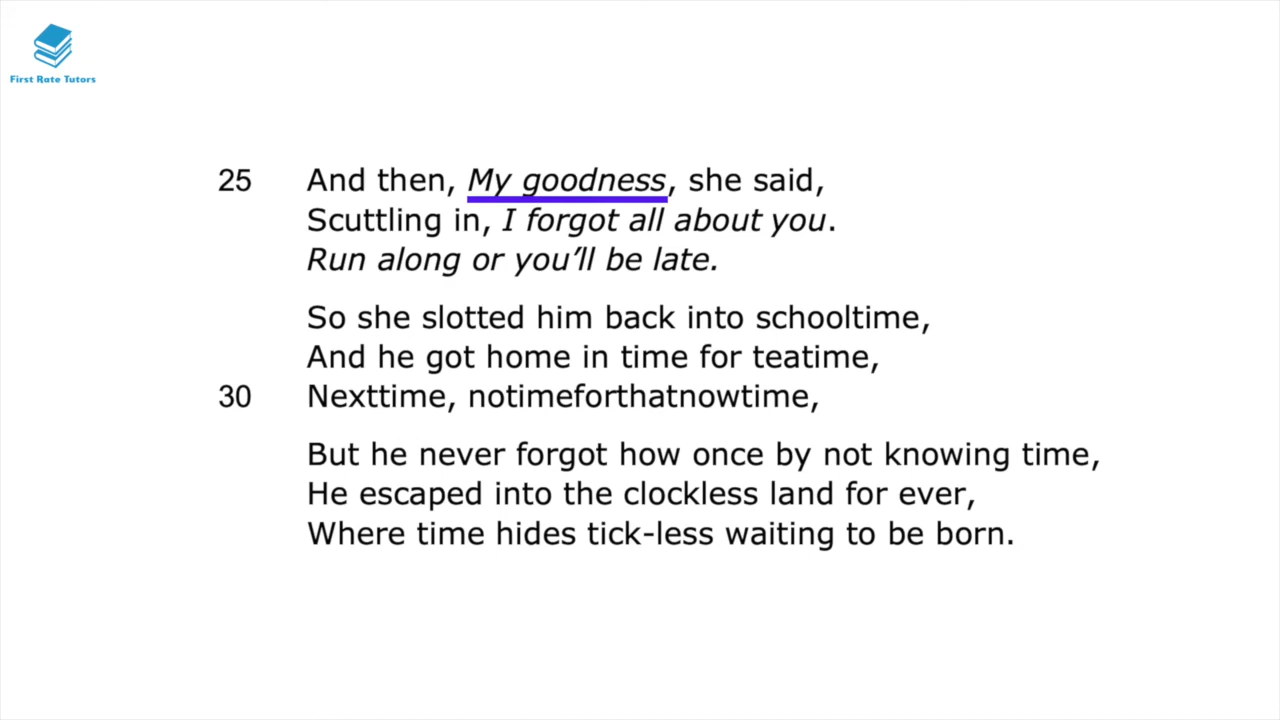 First Rate Tutors
25 And then, My goodness, she said,
Scuttling in, I forgot all about you.
Run along or you’ll be late.
So she slotted him back into schooltime,
And he got home in time for teatime,
30 Nexttime, notimeforthatnowtime,
But he never forgot how once by not knowing time,
He escaped into the clockless land for ever,
Where time hides tick-less waiting to be born.